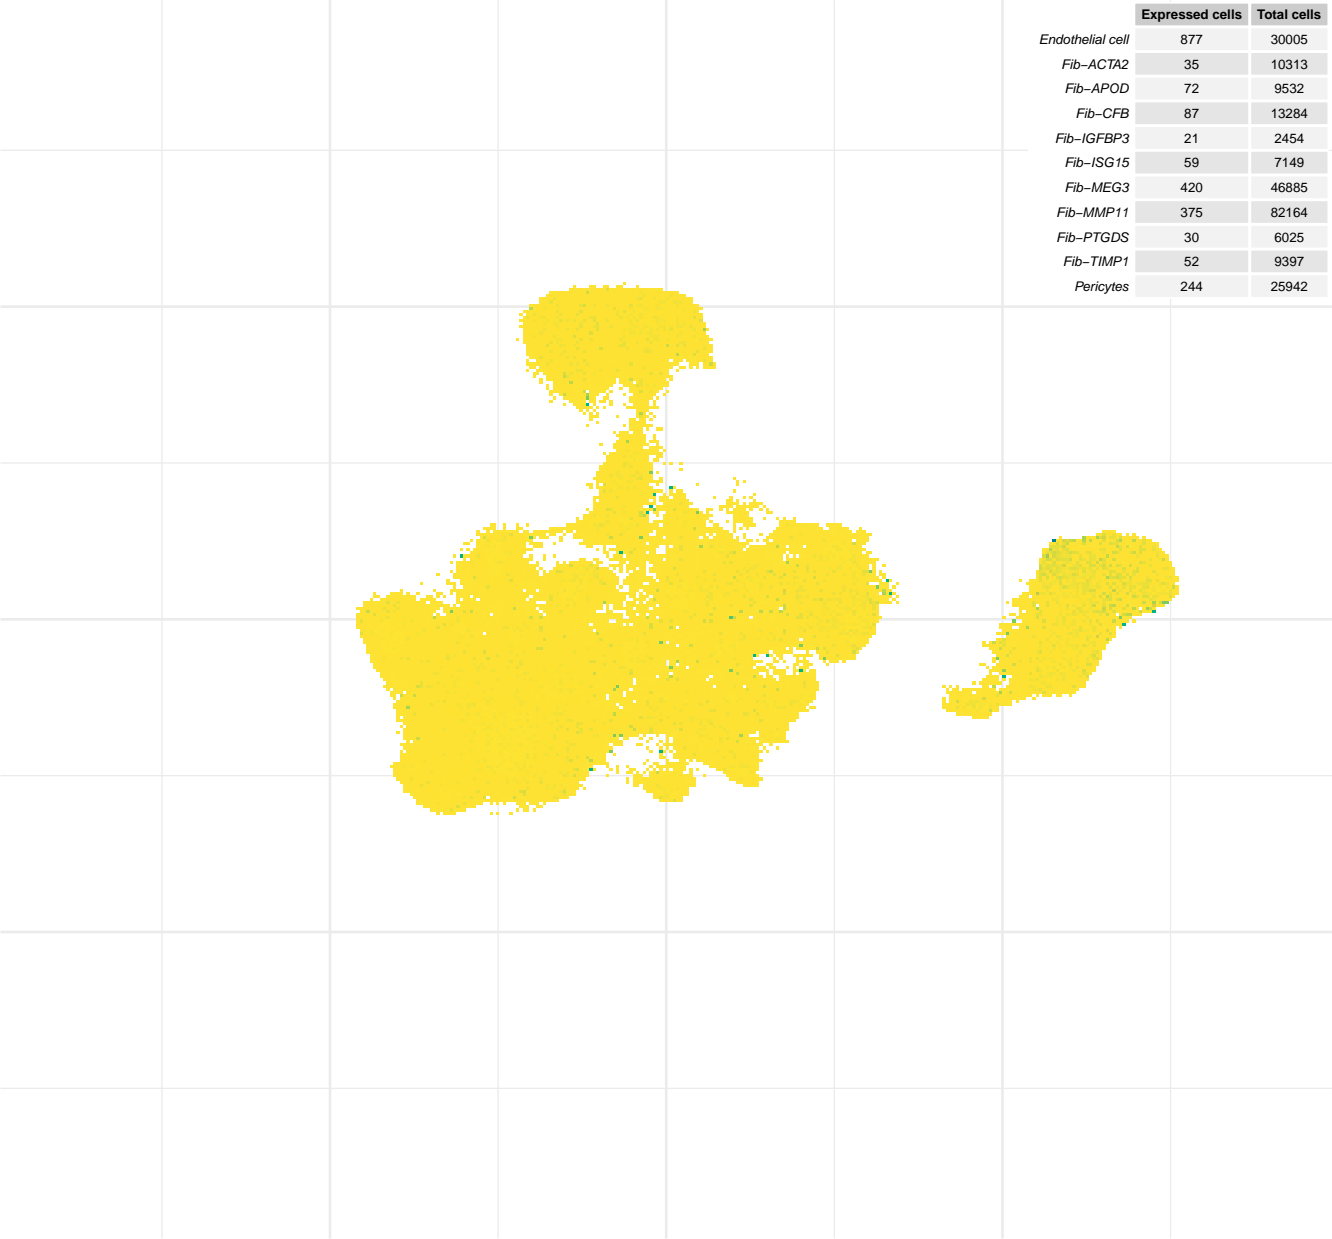 Expressed cells Total cells
Endothelial cell 877 30005
Fib−ACTA2 35 10313
Fib−APOD 72 9532
Fib−CFB 87 13284
Fib−IGFBP3 21 2454
Fib−ISG15 59 7149
Fib−MEG3 420 46885
Fib−MMP11 375 82164
Fib−PTGDS 30 6025
Fib−TIMP1 52 9397
Pericytes 244 25942